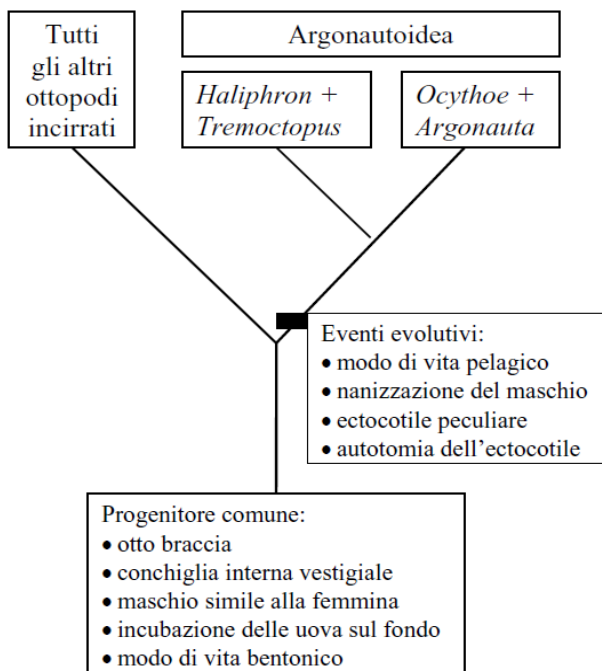 Tutti
gli altri
ottopodi
incirrati
Argonautoidea
Haliphron +
Tremoctopus
Ocythoe +
Argonauta
Eventi evolutivi:
• modo di vita pelagico
• nanizzazione del maschio
• ectocotile peculiare
• autotomia dell'ectocotile
Progenitore comune:
• otto braccia
• conchiglia interna vestigiale
• maschio simile alla femmina
• incubazione delle uova sul fondo
• modo di vita bentonico